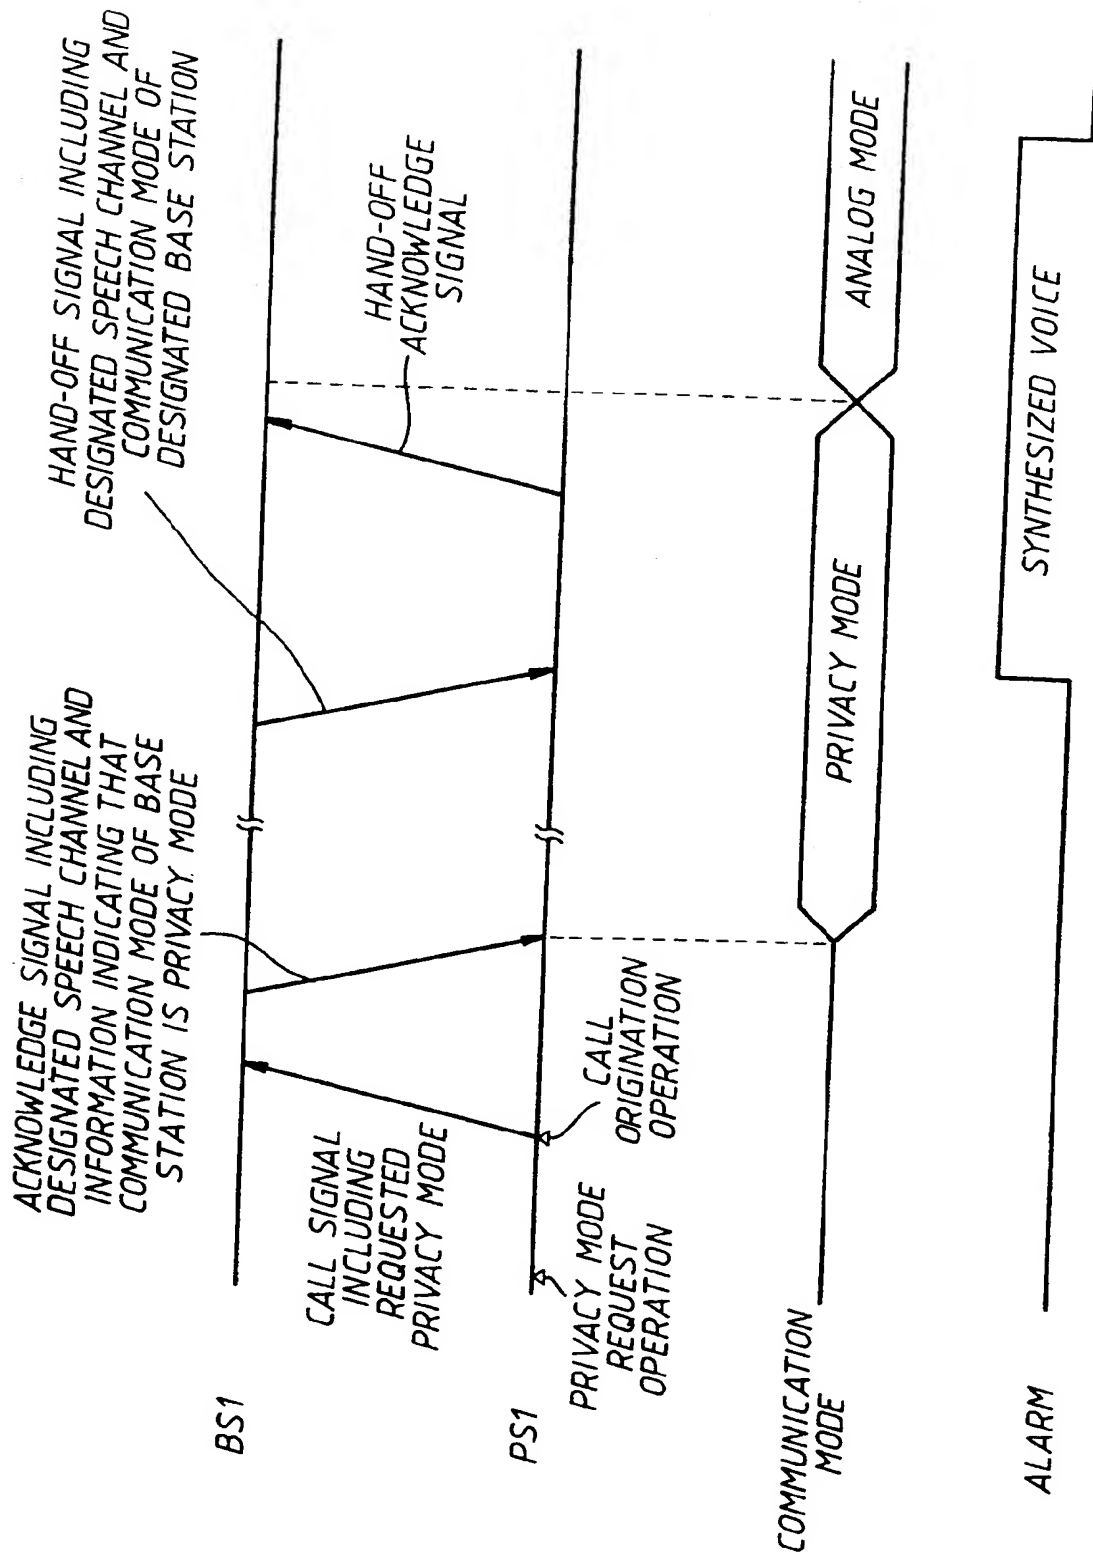 ACKNOWLEDGE SIGNAL INCLUDING
DESIGNATED SPEECH CHANNEL AND
INFORMATION INDICATING THAT
COMMUNICATION MODE OF BASE
STATION IS PRIVACY MODE
HAND-OFF SIGNAL INCLUDING
DESIGNATED SPEECH CHANNEL AND
COMMUNICATION MODE OF
DESIGNATED BASE STATION
BS1
CALL SIGNAL
INCLUDING
REQUESTED
PRIVACY MODE
HAND-OFF
ACKNOWLEDGE
SIGNAL
PS1
PRIVACY MODE
REQUEST
OPERATION
CALL
ORIGINATION
OPERATION
COMMUNICATION
MODE
PRIVACY MODE
ANALOG MODE
ALARM
SYNTHESIZED VOICE